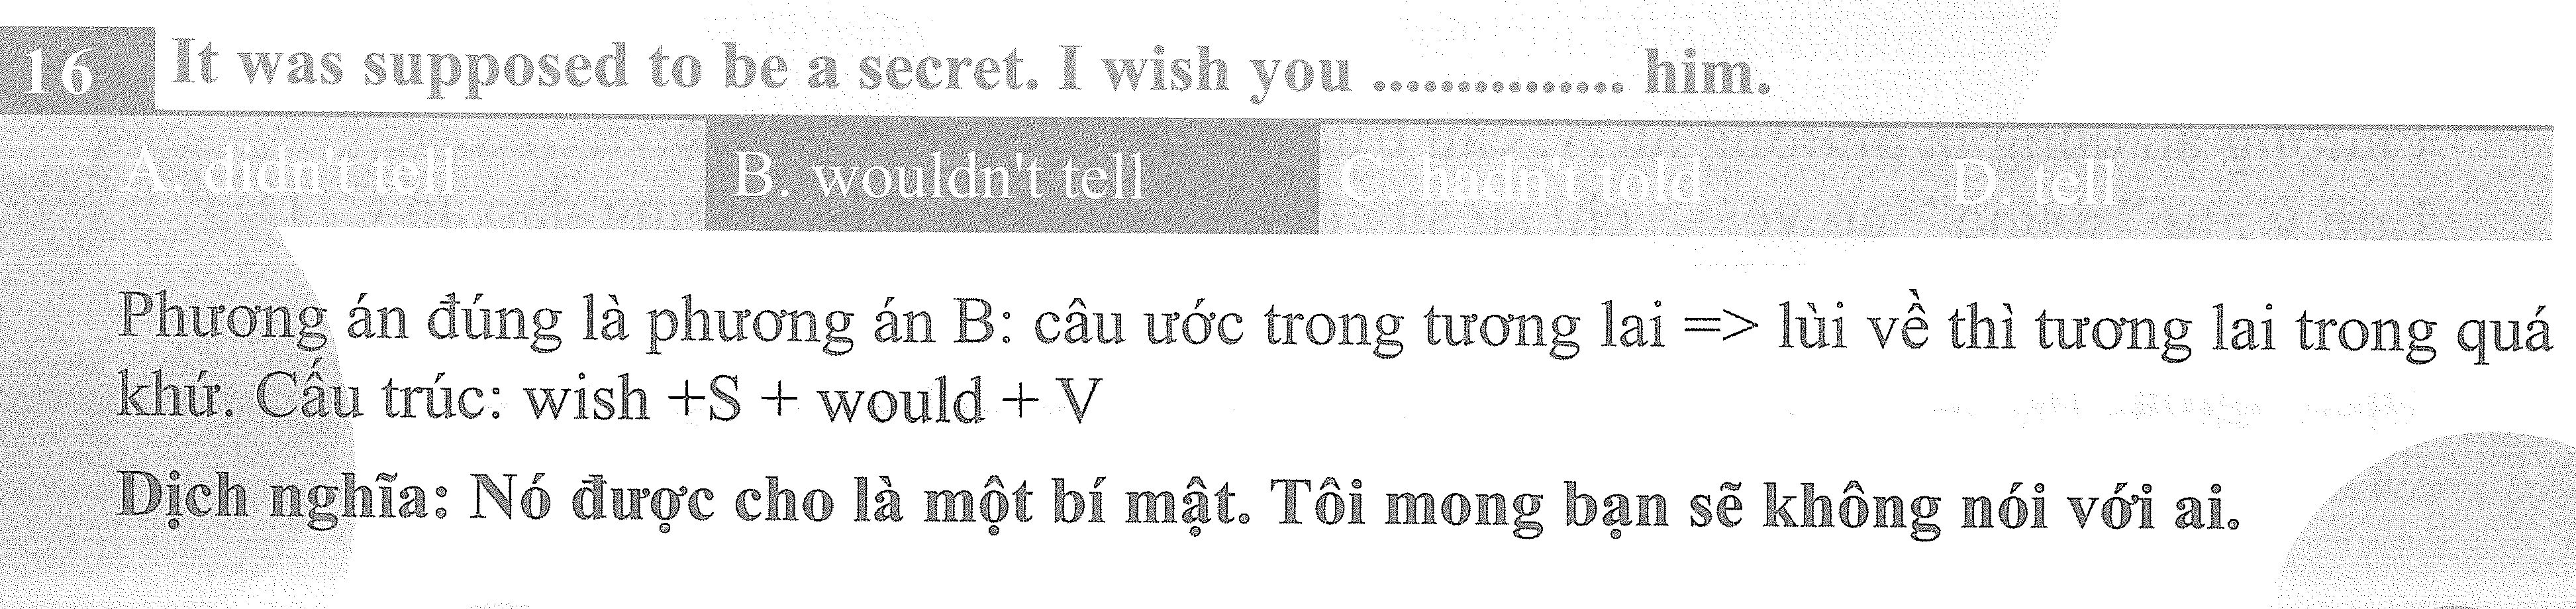 16 It was supposed to be a secret. I wish you ............... him.
A. didn't tell B. wouldn't tell C. hadn't told D. tell
Phương án đúng là phương án B: câu ước trong tương lai => lùi về thì tương lai trong quá
khứ. Cấu trúc: wish +S + would + V
Dịch nghĩa: Nó được cho là một bí mật. Tôi mong bạn sẽ không nói với ai.